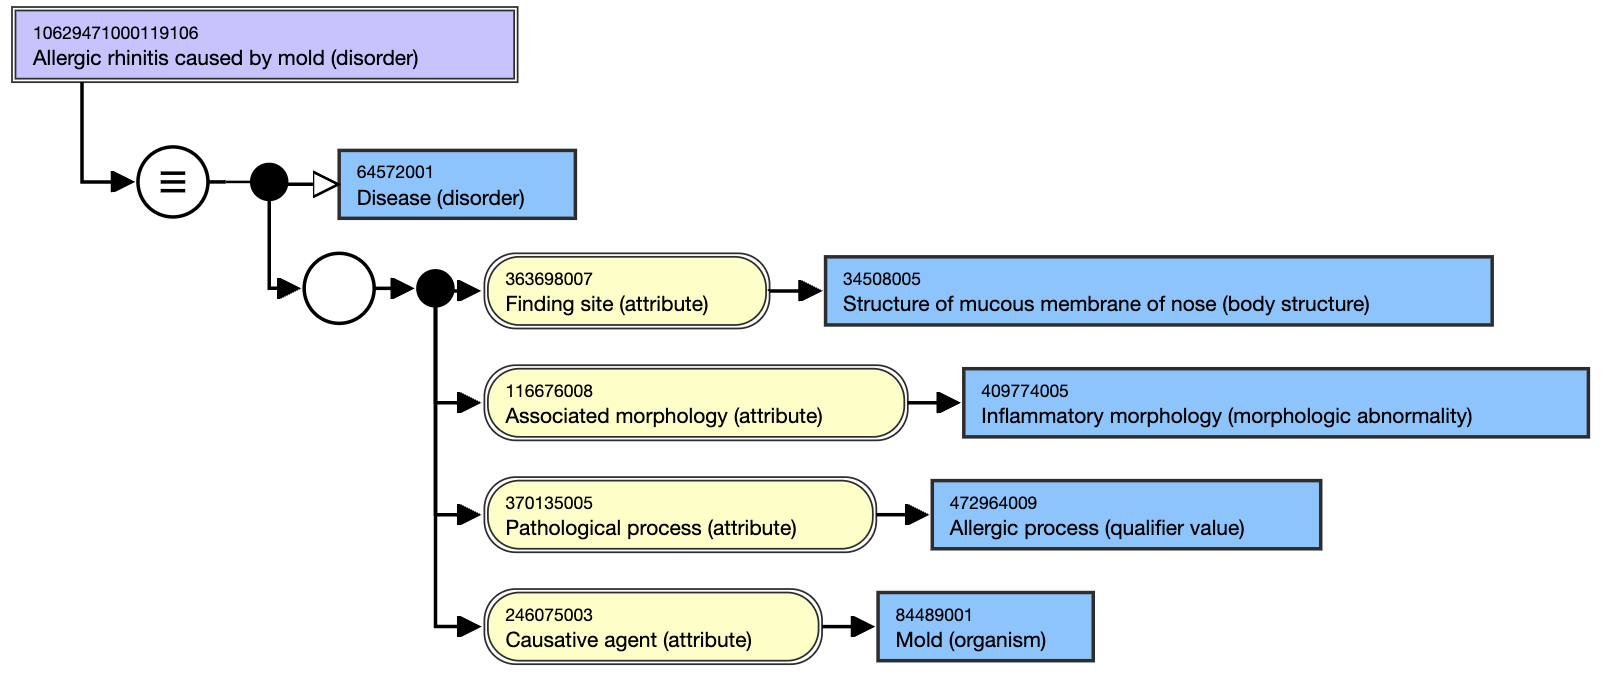 10629471000119106
Allergic rhinitis caused by mold (disorder)
64572001
Disease (disorder)
363698007
Finding site (attribute)
34508005
Structure of mucous membrane of nose (body structure)
116676008
Associated morphology (attribute)
409774005
Inflammatory morphology (morphologic abnormality)
370135005
Pathological process (attribute)
472964009
Allergic process (qualifier value)
246075003
Causative agent (attribute)
84489001
Mold (organism)